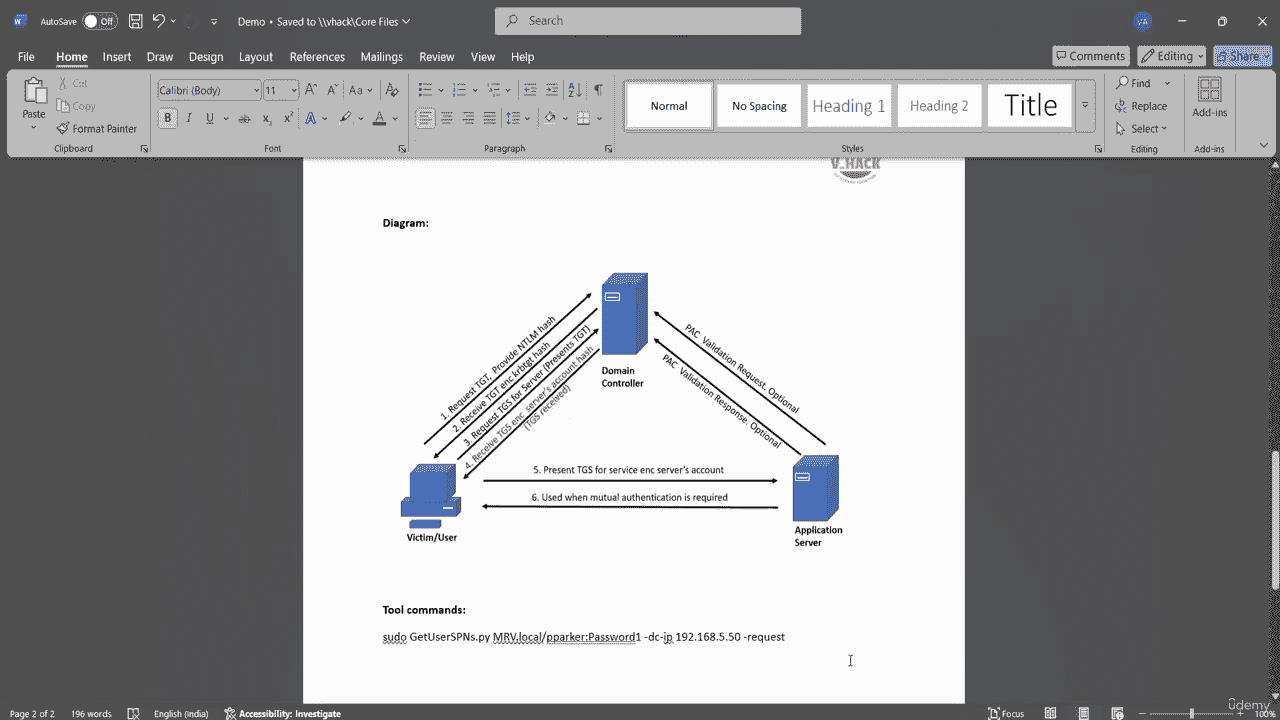 AutoSave Off Demo • Saved to \\vhack\Core Files Search VA
File Home Insert Draw Design Layout References Mailings Review View Help Comments Editing Share
Paste Cut Copy Format Painter
Calibri (Body) 11
Normal No Spacing Heading 1 Heading 2 Title
Find Replace Select Add-ins
Clipboard Font Paragraph Styles Editing Add-ins
V_HACK
Diagram:
1. Request TGT, Provide NTLM hash
2. Receive TGT enc krbtgt hash
3. Request TGS for Server (Presents TGT)
4. Receive TGS enc server's account hash
(TGS received)
Domain
Controller
PAC Validation Request. Optional
PAC Validation Response. Optional
5. Present TGS for service enc server's account
6. Used when mutual authentication is required
Victim/User
Application
Server
Tool commands:
sudo GetUserSPNs.py MRV.local/pparker:Password1 -dc-ip 192.168.5.50 -request
Page 2 of 2 196 words English (India) Accessibility: Investigate Focus 100%
Udemy